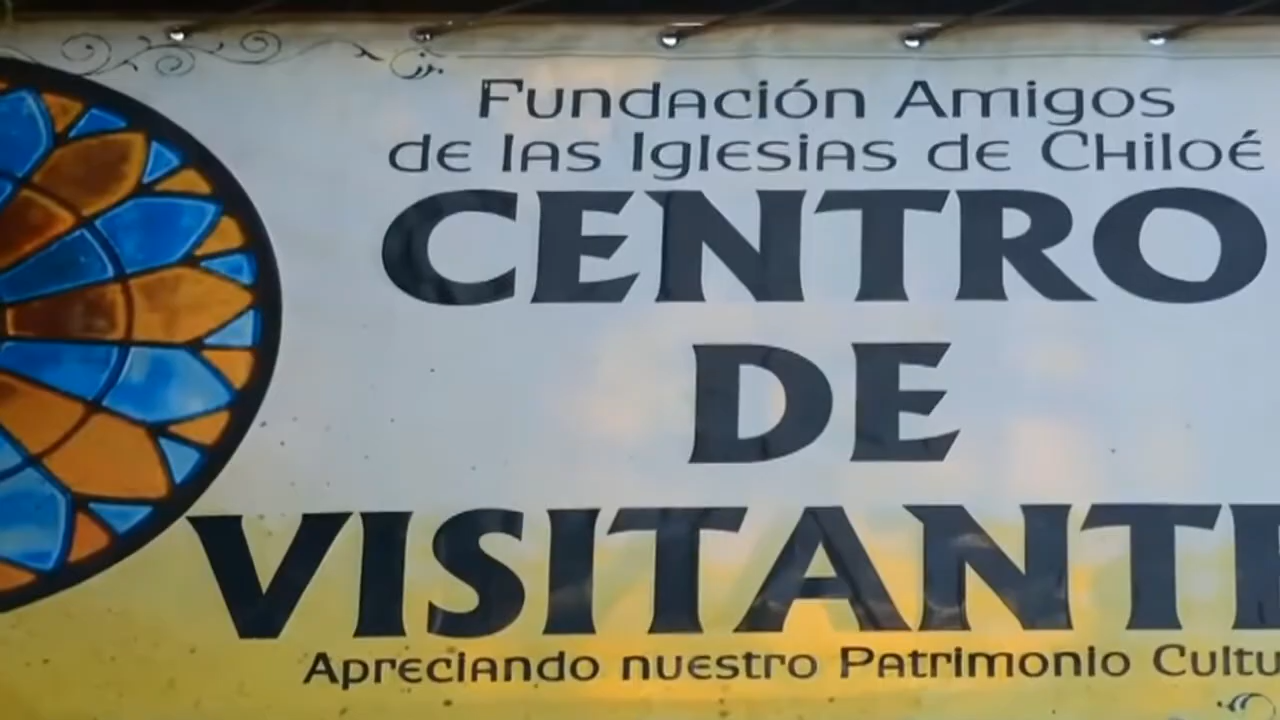 Fundación Amigos
de las Iglesias de Chiloé
CENTRO
DE
VISITANTE
Apreciando nuestro Patrimonio Cultu